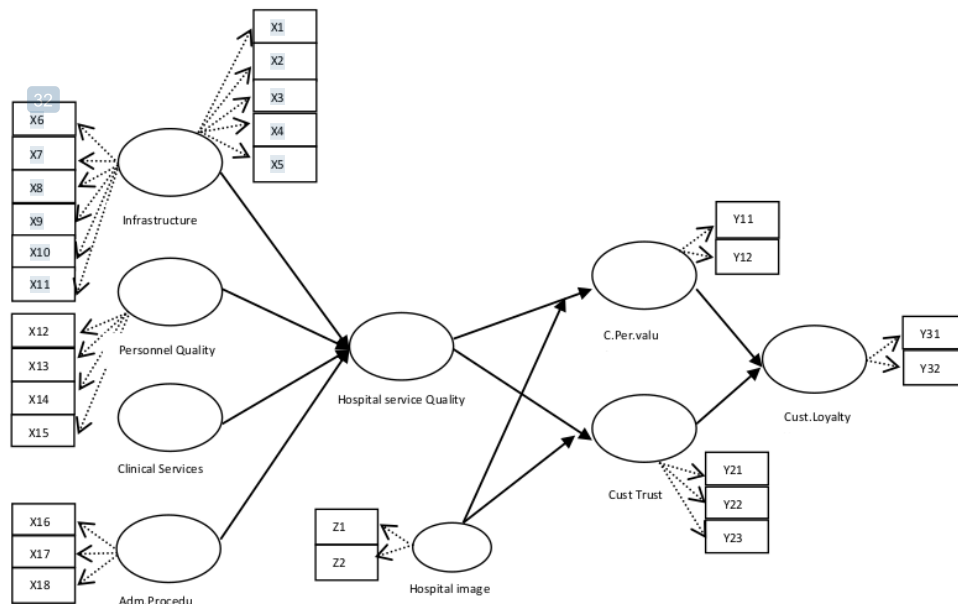 X1
X2
X3
X4
X5
32
X6
X7
X8
X9
X10
X11
Infrastructure
X12
X13
X14
X15
Personnel Quality
Clinical Services
X16
X17
X18
Adm.Procedu
Hospital service Quality
Z1
Z2
Hospital image
Y11
Y12
C.Per.valu
Cust Trust
Y21
Y22
Y23
Y31
Y32
Cust.Loyalty